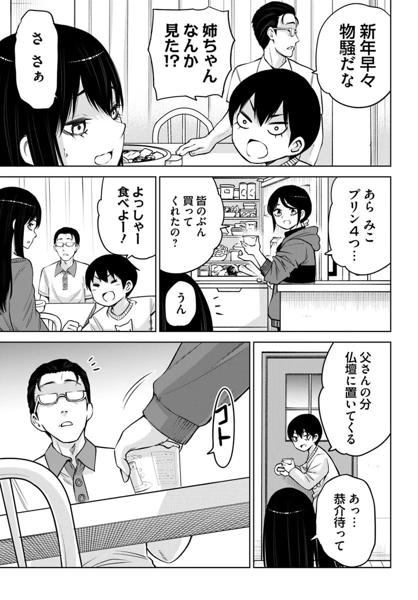 新年早々
物騒だな
姉ちゃん
なんか
見た!?
さ さぁ
あら みこ
プリン4つ…
皆のぶん
買って
くれたの?
うん
よっしゃー
食べよー!
父さんの分
仏壇に置いてくる
あっ…
恭介待って
コト